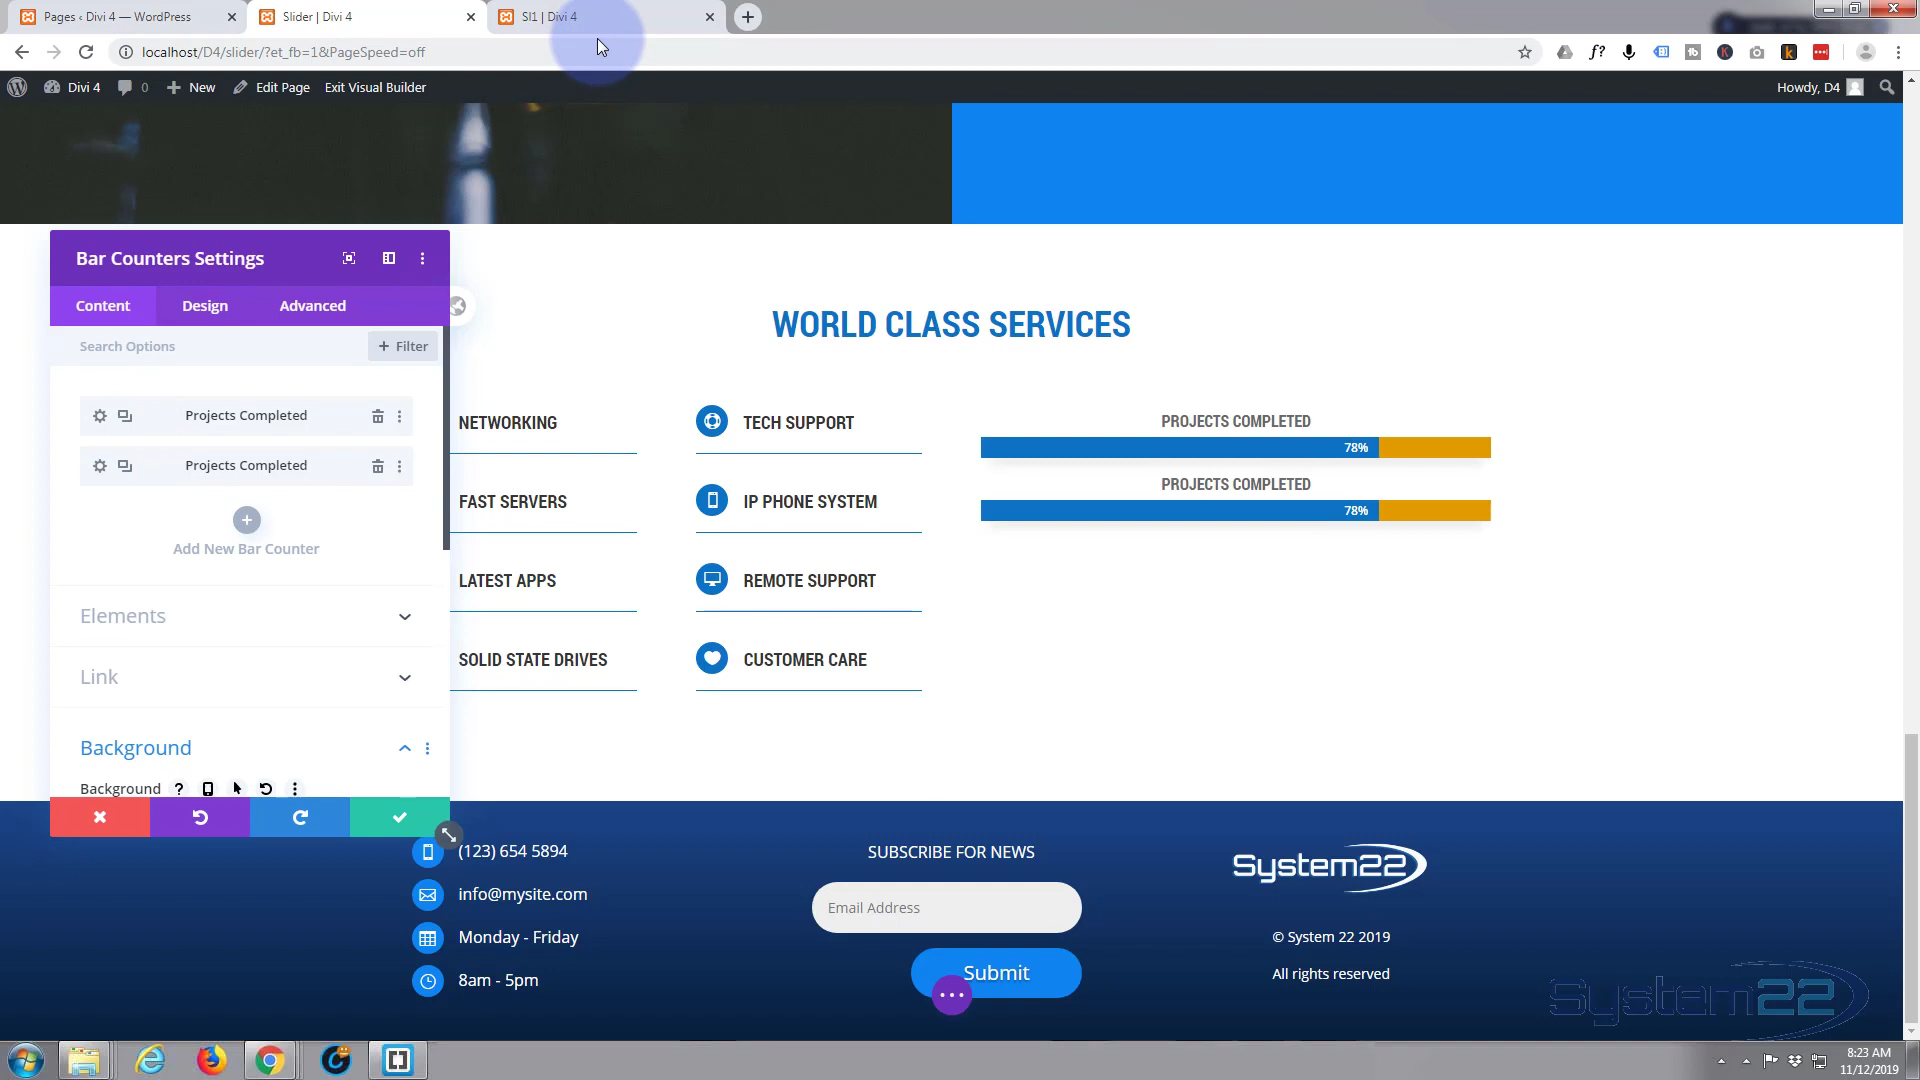 Pages ‹ Divi 4 — WordPress
Slider | Divi 4
Sl1 | Divi 4
localhost/D4/slider/?et_fb=1&PageSpeed=off
Divi 4
0
New
Edit Page
Exit Visual Builder
Howdy, D4
Bar Counters Settings
Content
Design
Advanced
Search Options
+ Filter
Projects Completed
Projects Completed
Add New Bar Counter
Elements
Link
Background
Background
WORLD CLASS SERVICES
NETWORKING
FAST SERVERS
LATEST APPS
SOLID STATE DRIVES
TECH SUPPORT
IP PHONE SYSTEM
REMOTE SUPPORT
CUSTOMER CARE
PROJECTS COMPLETED
78%
PROJECTS COMPLETED
78%
(123) 654 5894
info@mysite.com
Monday - Friday
8am - 5pm
SUBSCRIBE FOR NEWS
Email Address
Submit
System22
© System 22 2019
All rights reserved
System22
8:23 AM
11/12/2019